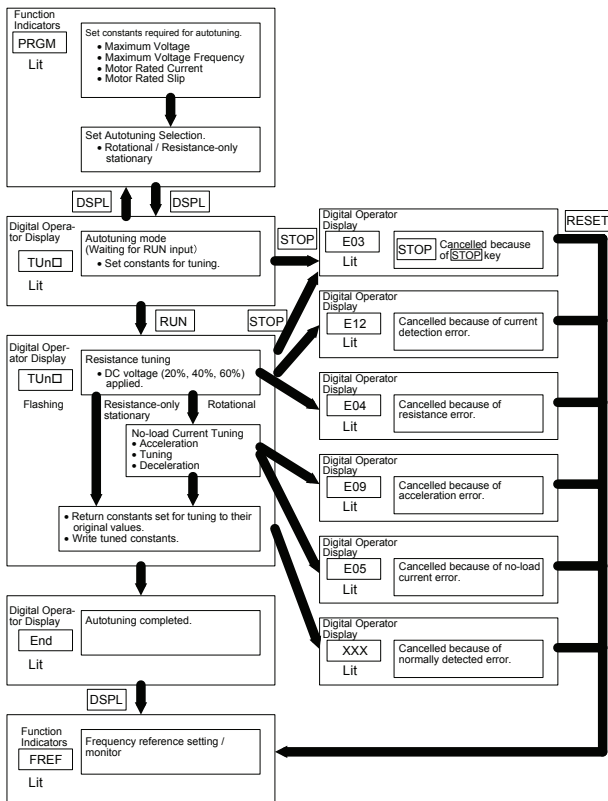 Function
Indicators
PRGM
Lit
Set constants required for autotuning.
• Maximum Voltage
• Maximum Voltage Frequency
• Motor Rated Current
• Motor Rated Slip
Set Autotuning Selection.
• Rotational / Resistance-only
stationary
DSPL
DSPL
Digital Opera-
tor Display
TUn□
Lit
Autotuning mode
(Waiting for RUN input)
• Set constants for tuning.
STOP
RUN
STOP
Digital Oper-
ator Display
TUn□
Flashing
Resistance tuning
• DC voltage (20%, 40%, 60%)
applied.
Resistance-only
stationary
Rotational
No-load Current Tuning
• Acceleration
• Tuning
• Deceleration
• Return constants set for tuning to their
original values.
• Write tuned constants.
Digital Opera-
tor Display
End
Lit
Autotuning completed.
DSPL
Function
Indicators
FREF
Lit
Frequency reference setting /
monitor
RESET
Digital Operator
Display
E03
Lit
STOP Cancelled because
of STOP key
Digital Operator
Display
E12
Lit
Cancelled because of current
detection error.
Digital Operator
Display
E04
Lit
Cancelled because of
resistance error.
Digital Operator
Display
E09
Lit
Cancelled because of
acceleration error.
Digital Operator
Display
E05
Lit
Cancelled because of no-load
current error.
Digital Operator
Display
XXX
Lit
Cancelled because of
normally detected error.